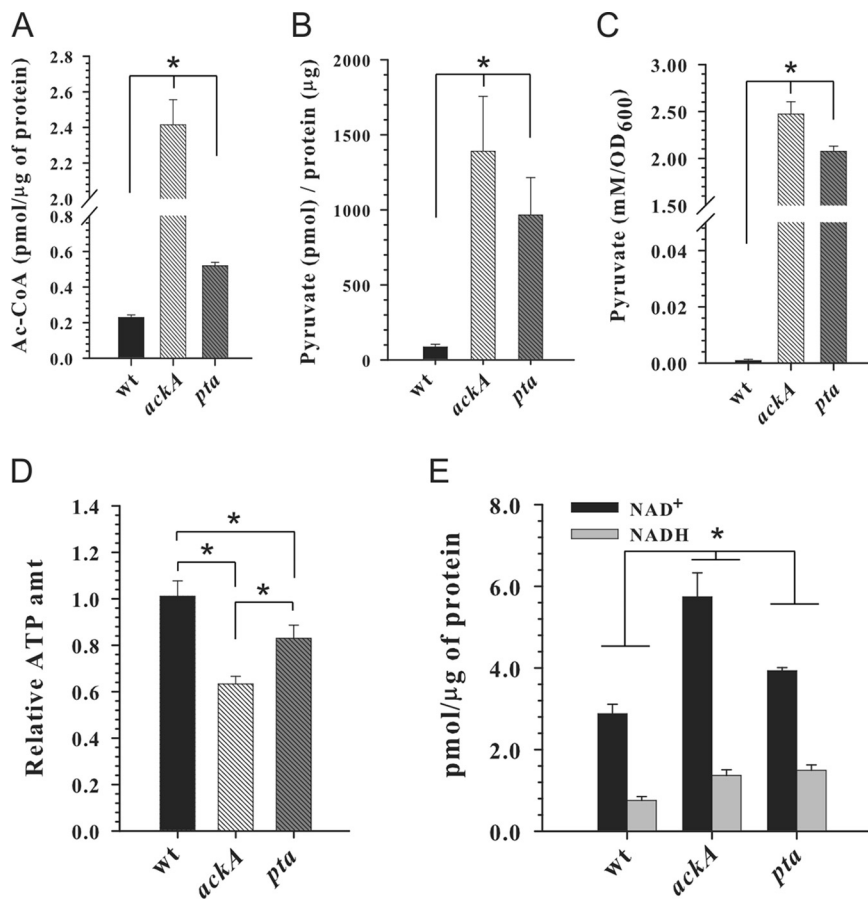 A
Ac-CoA (pmol/µg of protein)
2.8
2.6
2.4
2.2
2.0
0.8
0.6
0.4
0.2
0.0
*
wt
ackA
pta
B
Pyruvate (pmol) / protein (µg)
2000
1500
1000
500
0
*
wt
ackA
pta
C
Pyruvate (mM/OD600)
3.00
2.50
2.00
1.50
0.04
0.02
0.00
*
wt
ackA
pta
D
Relative ATP amt
1.4
1.2
1.0
0.8
0.6
0.4
0.2
0.0
*
*
*
wt
ackA
pta
E
pmol/µg of protein
8.0
6.0
4.0
2.0
0.0
NAD+
NADH
*
wt
ackA
pta